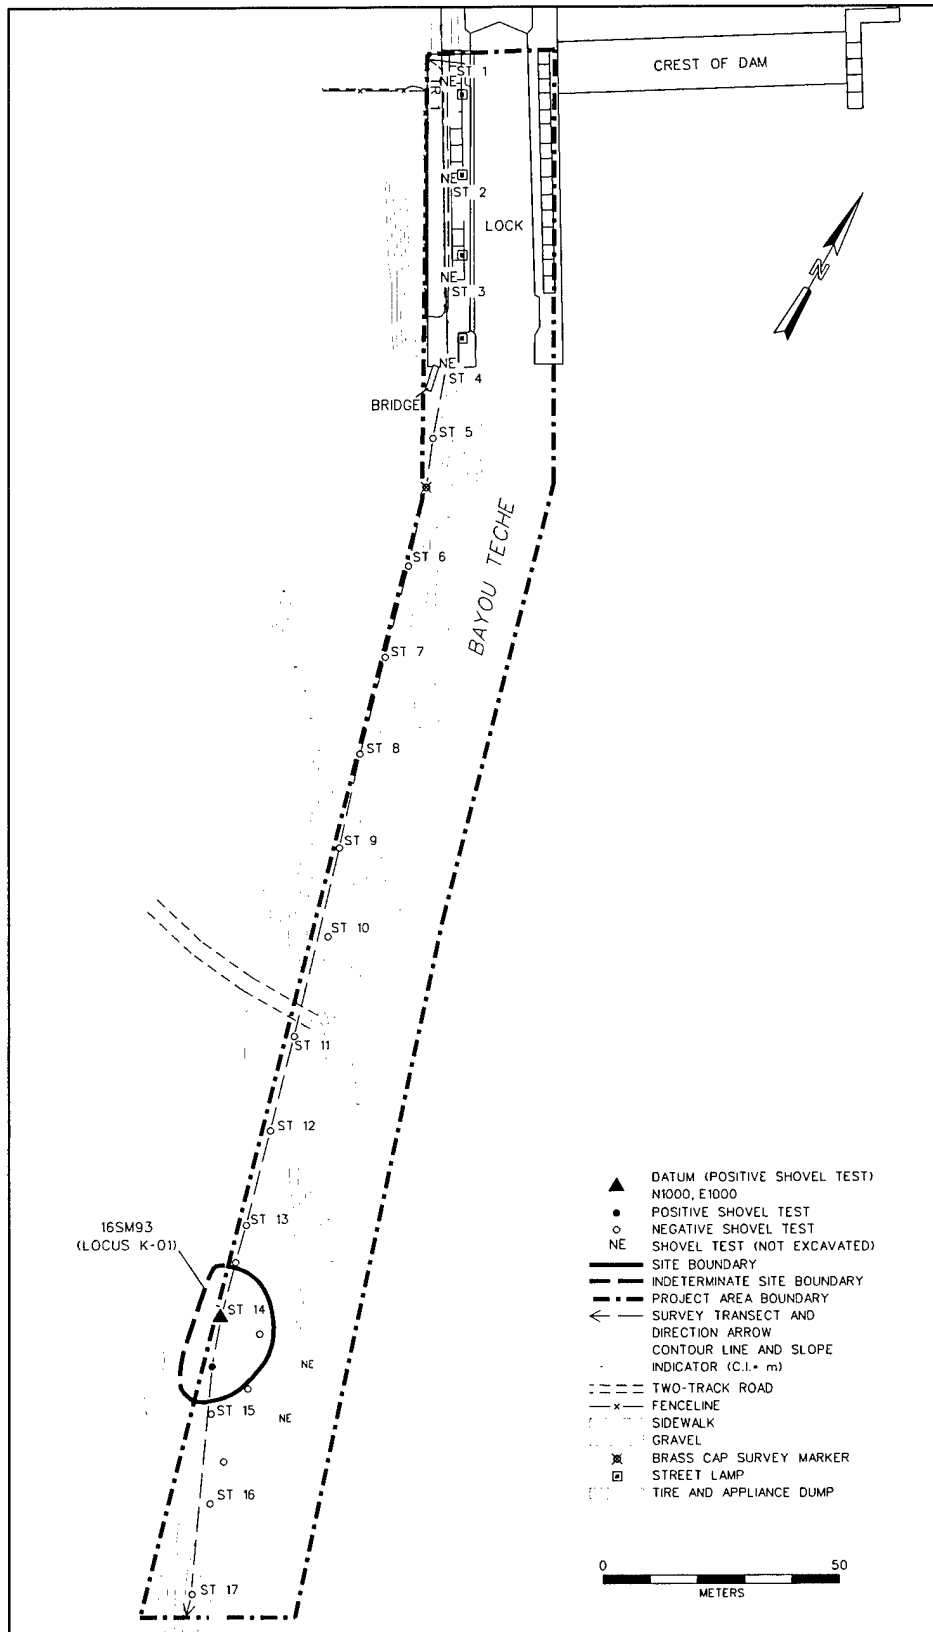 CREST OF DAM
ST 1
NE
TR 1
NE
ST 2
LOCK
NE
ST 3
N
NE
ST 4
BRIDGE
ST 5
BAYOU TECHE
ST 6
ST 7
ST 8
ST 9
ST 10
ST 11
ST 12
ST 13
16SM93
(LOCUS K-01)
ST 14
NE
ST 15
NE
ST 16
ST 17
DATUM (POSITIVE SHOVEL TEST)
N1000, E1000
POSITIVE SHOVEL TEST
NEGATIVE SHOVEL TEST
NE SHOVEL TEST (NOT EXCAVATED)
SITE BOUNDARY
INDETERMINATE SITE BOUNDARY
PROJECT AREA BOUNDARY
SURVEY TRANSECT AND
DIRECTION ARROW
CONTOUR LINE AND SLOPE
INDICATOR (C.I.= m)
TWO-TRACK ROAD
FENCELINE
SIDEWALK
GRAVEL
BRASS CAP SURVEY MARKER
STREET LAMP
TIRE AND APPLIANCE DUMP
0 50
METERS